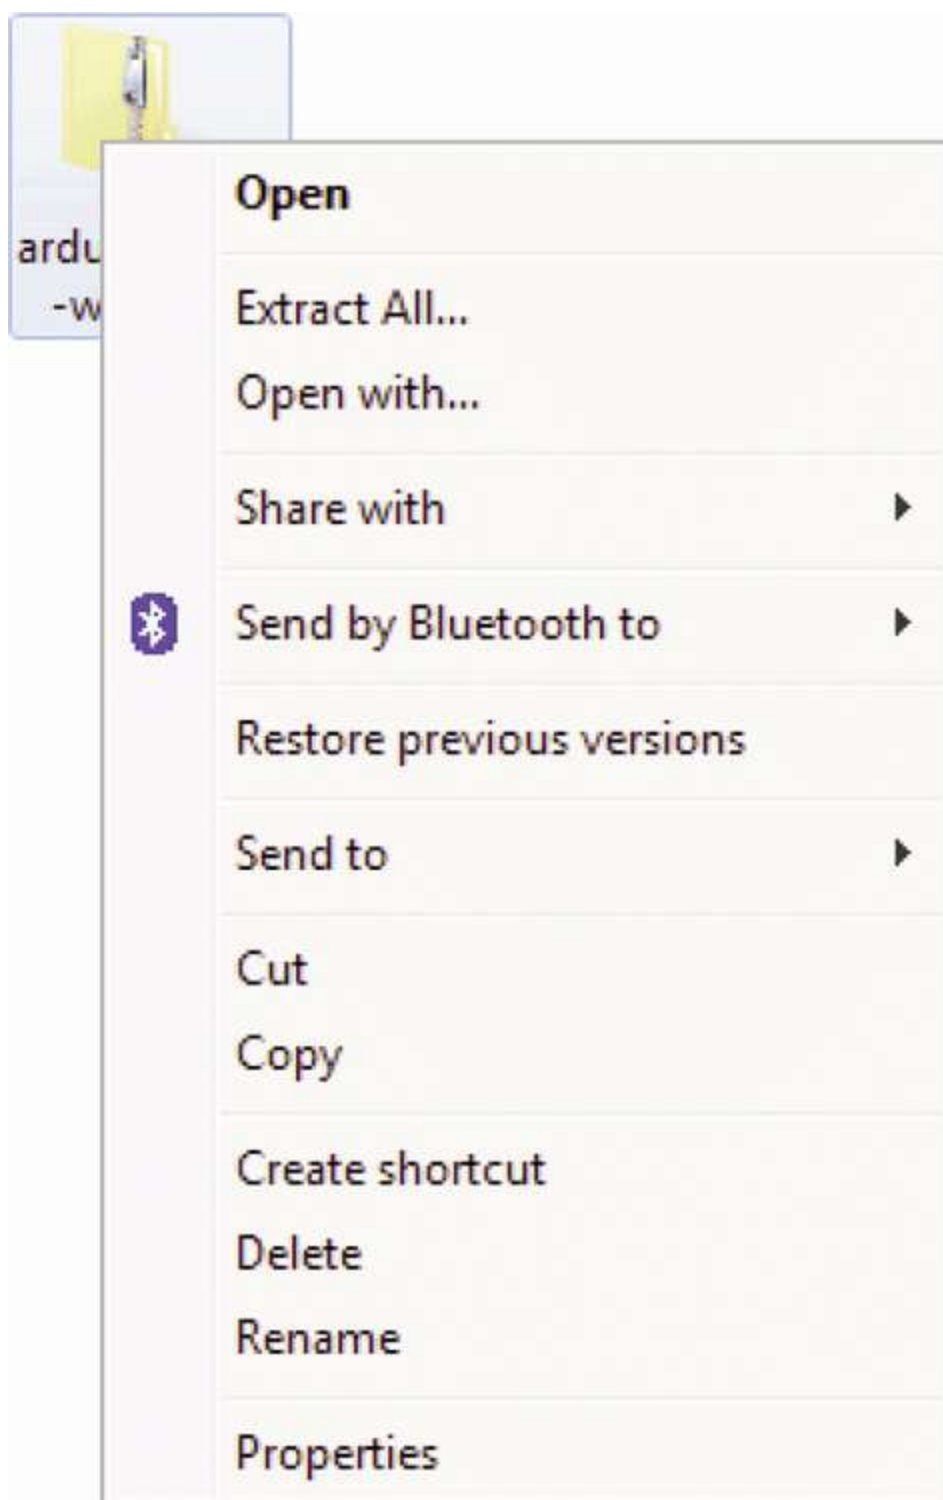 ardu
-w
Open
Extract All...
Open with...
Share with
Send by Bluetooth to
Restore previous versions
Send to
Cut
Copy
Create shortcut
Delete
Rename
Properties